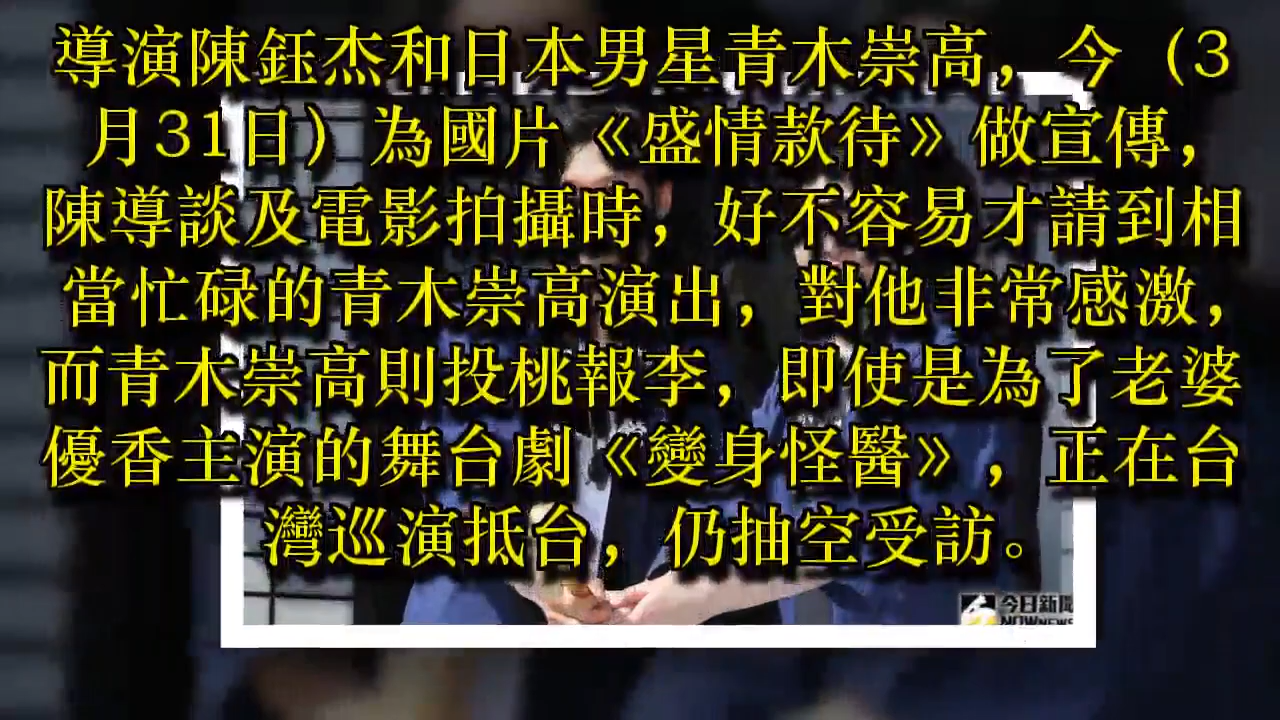 導演陳鈺杰和日本男星青木崇高，今（3
月31日）為國片《盛情款待》做宣傳，
陳導談及電影拍攝時，好不容易才請到相
當忙碌的青木崇高演出，對他非常感激，
而青木崇高則投桃報李，即使是為了老婆
優香主演的舞台劇《變身怪醫》，正在台
灣巡演抵台，仍抽空受訪。
今日新聞
NOWNEWS